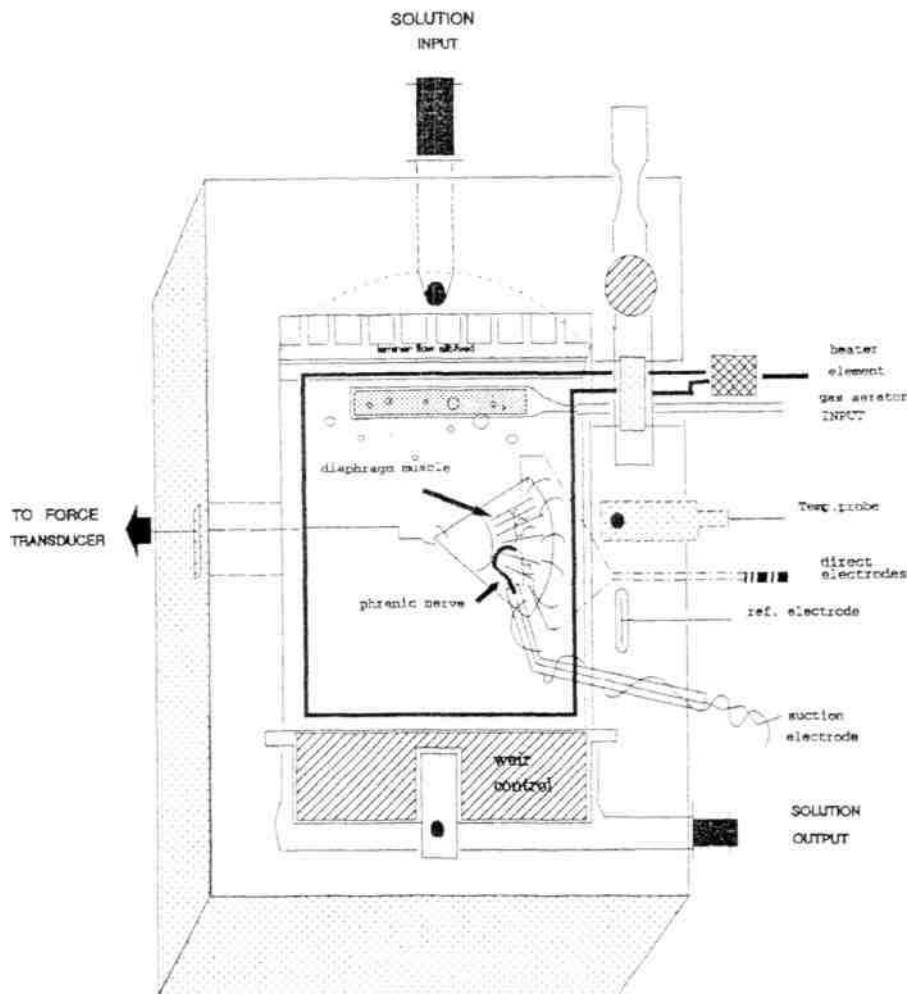 SOLUTION
INPUT
heater
element
gas aerator
INPUT
diaphragm muscle
TO FORCE
TRANSDUCER
Temp.probe
direct
electrodes
phrenic nerve
ref. electrode
suction
electrode
weir
control
SOLUTION
OUTPUT